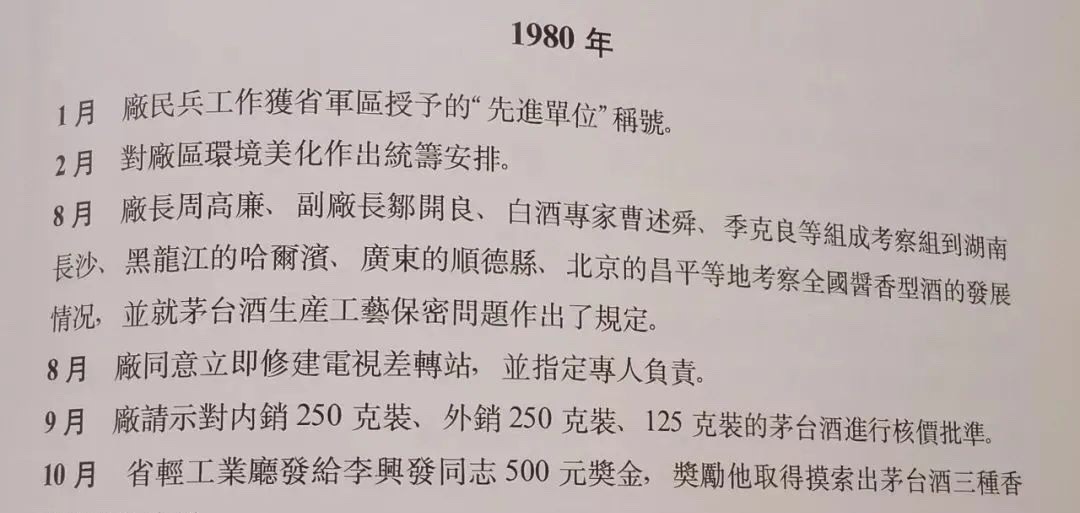 1980 年
1月 廠民兵工作獲省軍區授予的“先進單位”稱號。
2月 對廠區環境美化作出統籌安排。
8月 廠長周高廉、副廠長鄒開良、白酒專家曹述舜、季克良等組成考察組到湖南
長沙、黑龍江的哈爾濱、廣東的順德縣、北京的昌平等地考察全國醬香型酒的發展
情况，並就茅台酒生産工藝保密問題作出了規定。
8月 廠同意立即修建電視差轉站，並指定專人負責。
9月 廠請示對内銷 250 克裝、外銷 250 克裝、125 克裝的茅台酒進行核價批準。
10月 省輕工業廳發給李興發同志 500 元獎金，獎勵他取得摸索出茅台酒三種香